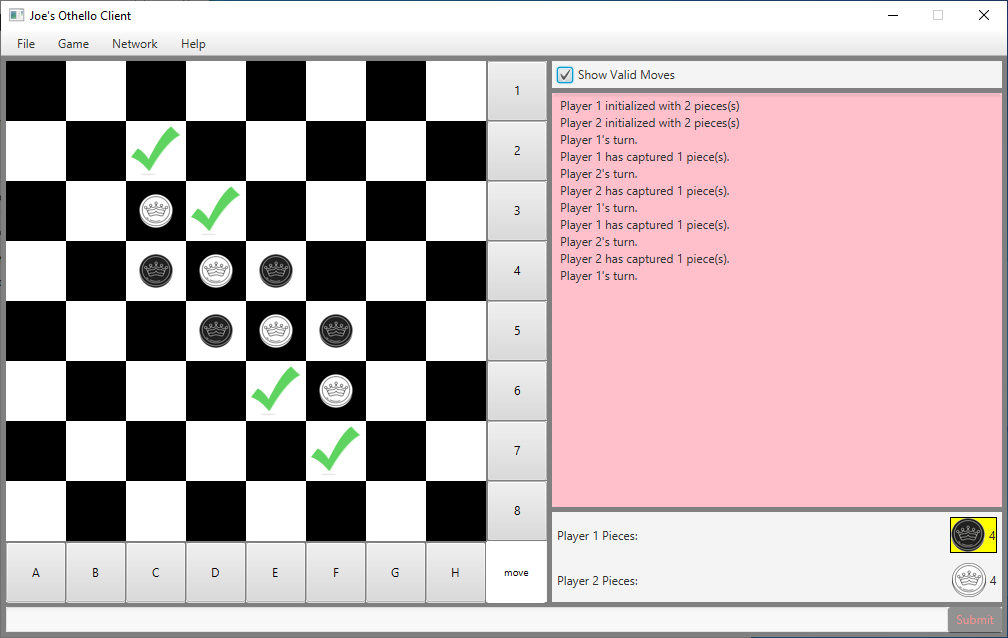 Joe's Othello Client
File Game Network Help
1
2
3
4
5
6
7
8
A B C D E F G H move
Show Valid Moves
Player 1 initialized with 2 pieces(s)
Player 2 initialized with 2 pieces(s)
Player 1's turn.
Player 1 has captured 1 piece(s).
Player 2's turn.
Player 2 has captured 1 piece(s).
Player 1's turn.
Player 1 has captured 1 piece(s).
Player 2's turn.
Player 2 has captured 1 piece(s).
Player 1's turn.
Player 1 Pieces: 4
Player 2 Pieces: 4
Submit